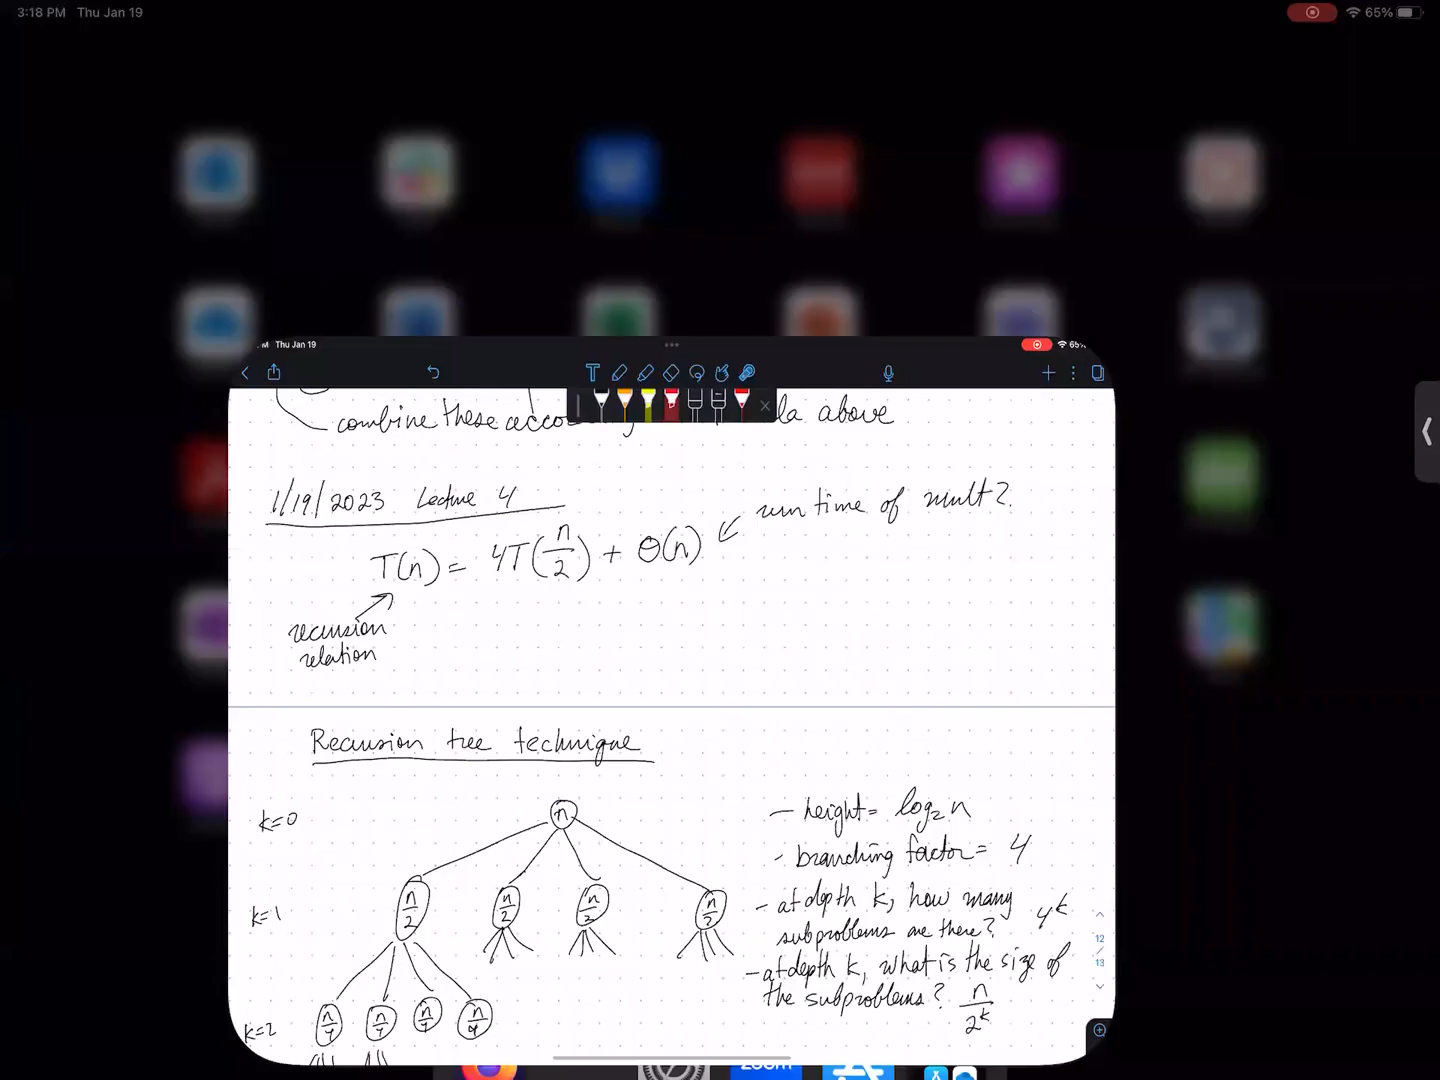 3:18 PM Thu Jan 19
65%
Thu Jan 19
65%
combine these
la above
1/19/2023 Lecture 4
T(n) = 4T(n/2) + Θ(n)
run time of mult?
recursion
relation
Recursion tree technique
k=0
n
- height = log₂ n
- branching factor = 4
k=1
n/2 n/2 n/2 n/2
- at depth k, how many
subproblems are there? 4^k
- at depth k, what is the size of
the subproblems? n/2^k
k=2
n/4 n/4 n/4 n/4
12
13
zoom